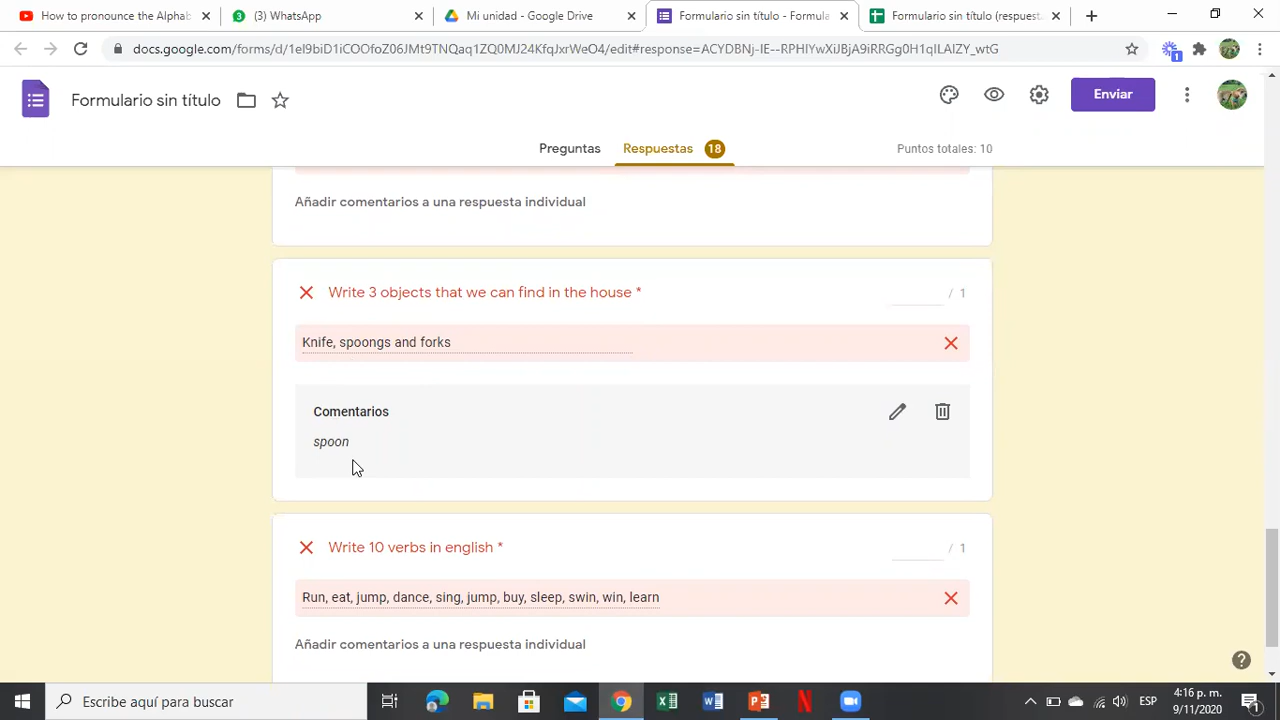 How to pronounce the Alphab
(3) WhatsApp
Mi unidad - Google Drive
Formulario sin título - Formula
Formulario sin título (respuest
docs.google.com/forms/d/1eI9biD1iCOOfoZ06JMt9TNQaq1ZQ0MJ24KfqJxrWeO4/edit#response=ACYDBNj-IE--RPHIYwXiJBjA9iRRGg0H1qILAIZY_wtG
1
Formulario sin título
Enviar
Preguntas
Respuestas 18
Puntos totales: 10
Añadir comentarios a una respuesta individual
Write 3 objects that we can find in the house *
/ 1
Knife, spoongs and forks
Comentarios
spoon
Write 10 verbs in english *
/ 1
Run, eat, jump, dance, sing, jump, buy, sleep, swin, win, learn
Añadir comentarios a una respuesta individual
Escribe aquí para buscar
ESP
4:16 p. m.
9/11/2020
1